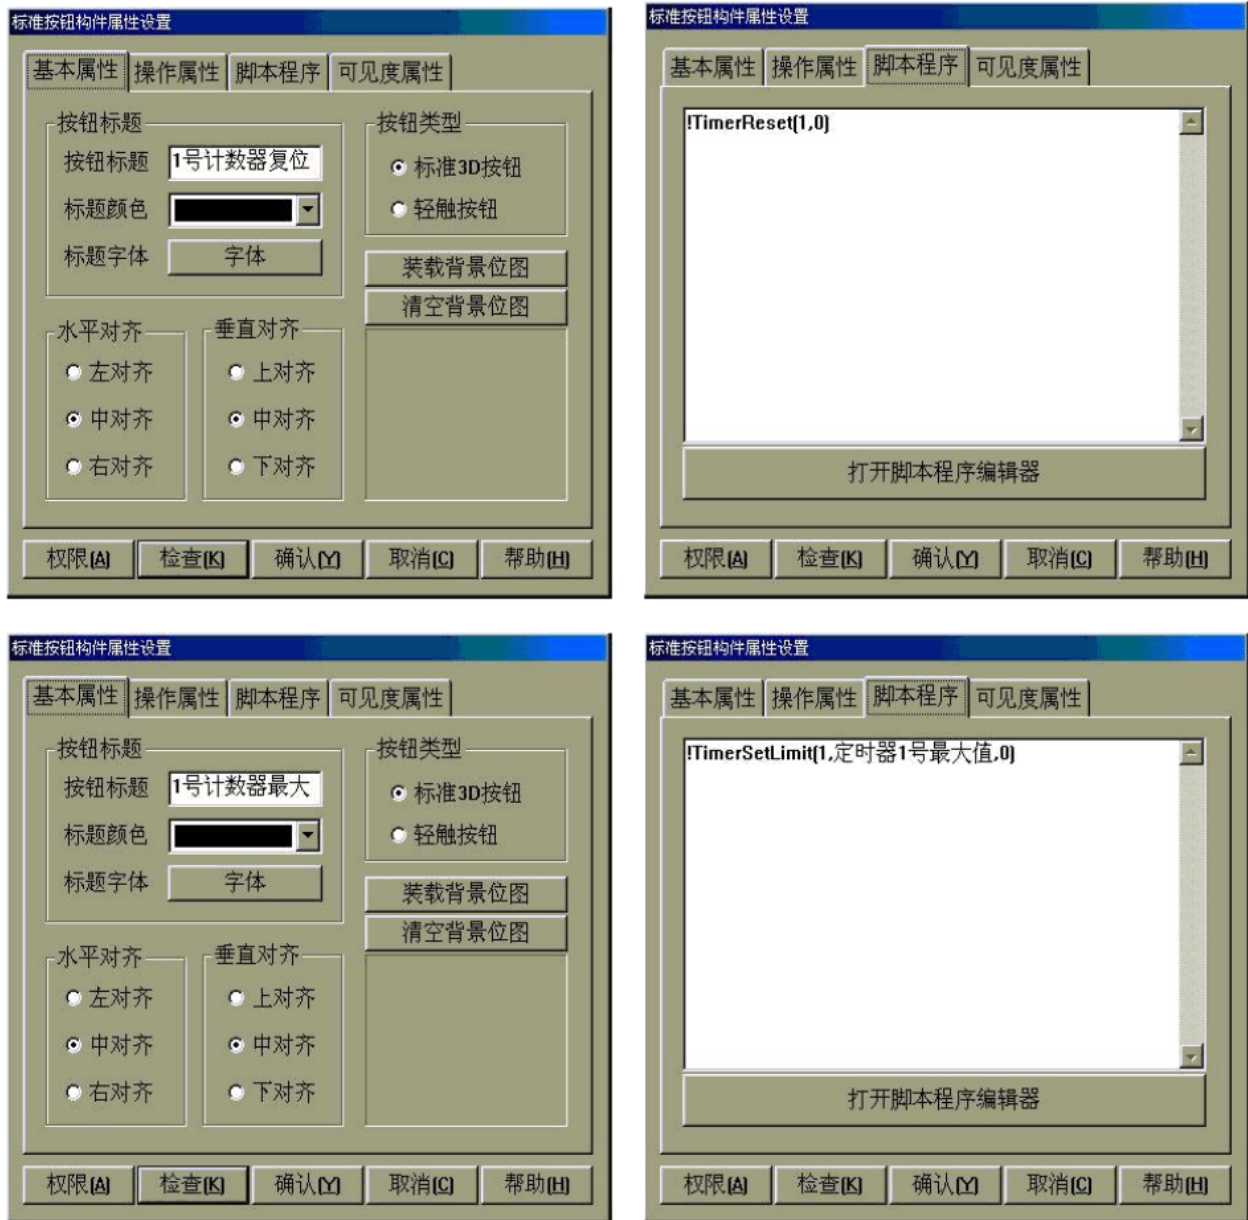 标准按钮构件属性设置
基本属性 操作属性 脚本程序 可见度属性
按钮标题
按钮标题 1号计数器复位
标题颜色
标题字体 字体
按钮类型
标准3D按钮
轻触按钮
装载背景位图
清空背景位图
水平对齐
左对齐
中对齐
右对齐
垂直对齐
上对齐
中对齐
下对齐
权限(A) 检查(K) 确认(Y) 取消(C) 帮助(H)
标准按钮构件属性设置
基本属性 操作属性 脚本程序 可见度属性
!TimerReset(1,0)
打开脚本程序编辑器
权限(A) 检查(K) 确认(Y) 取消(C) 帮助(H)
标准按钮构件属性设置
基本属性 操作属性 脚本程序 可见度属性
按钮标题
按钮标题 1号计数器最大
标题颜色
标题字体 字体
按钮类型
标准3D按钮
轻触按钮
装载背景位图
清空背景位图
水平对齐
左对齐
中对齐
右对齐
垂直对齐
上对齐
中对齐
下对齐
权限(A) 检查(K) 确认(Y) 取消(C) 帮助(H)
标准按钮构件属性设置
基本属性 操作属性 脚本程序 可见度属性
!TimerSetLimit(1,定时器1号最大值,0)
打开脚本程序编辑器
权限(A) 检查(K) 确认(Y) 取消(C) 帮助(H)